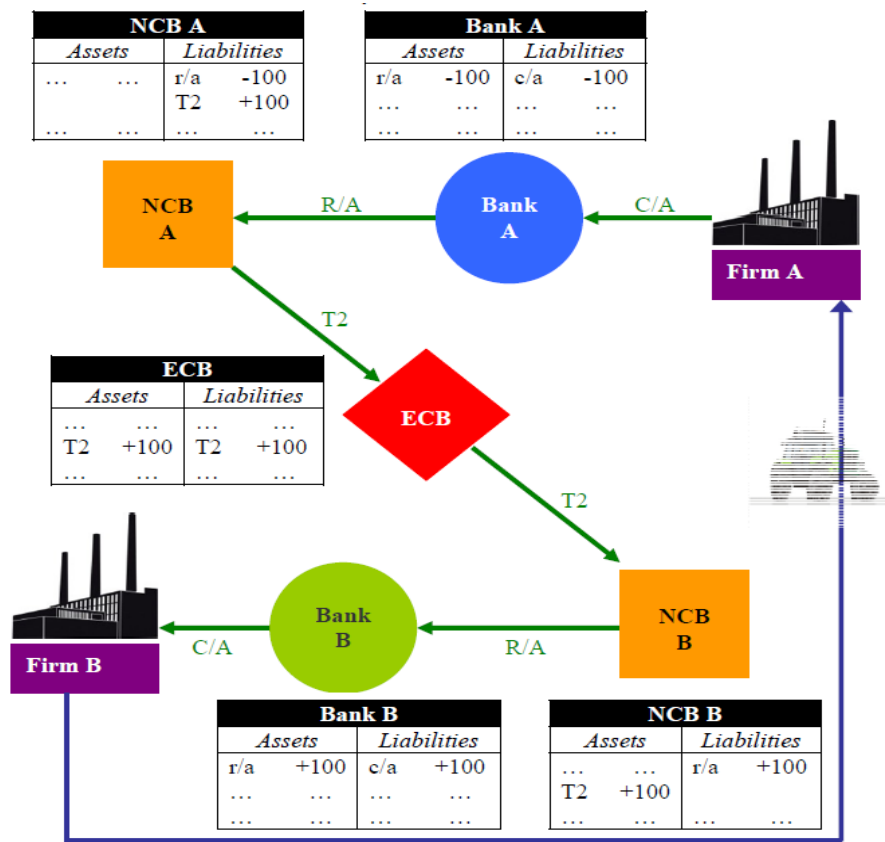 NCB A
Assets Liabilities
... ... r/a -100
T2 +100
... ... ... ...
Bank A
Assets Liabilities
r/a -100 c/a -100
... ... ... ...
... ... ... ...
NCB
A
R/A
Bank
A
C/A
Firm A
T2
ECB
Assets Liabilities
... ... ... ...
T2 +100 T2 +100
... ... ... ...
ECB
T2
Firm B
C/A
Bank
B
R/A
NCB
B
Bank B
Assets Liabilities
r/a +100 c/a +100
... ... ... ...
... ... ... ...
NCB B
Assets Liabilities
... ... r/a +100
T2 +100
... ... ... ...